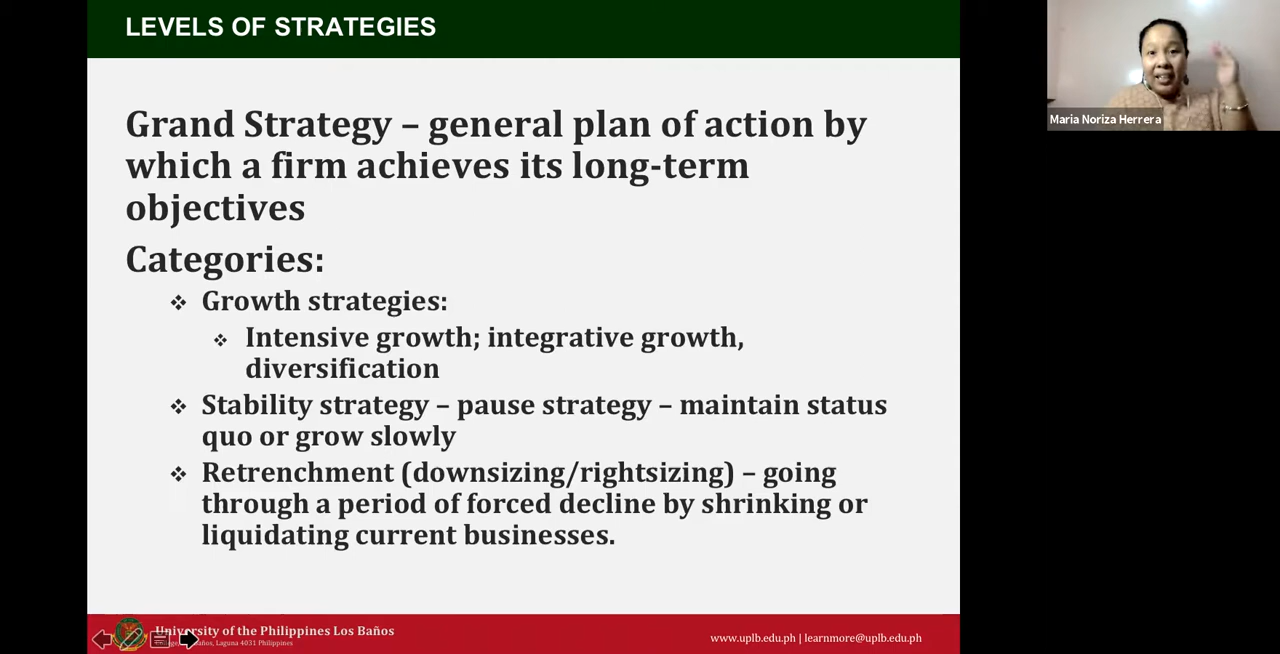 LEVELS OF STRATEGIES
Maria Noriza Herrera
Grand Strategy – general plan of action by
which a firm achieves its long-term
objectives
Categories:
❖ Growth strategies:
❖ Intensive growth; integrative growth,
diversification
❖ Stability strategy – pause strategy – maintain status
quo or grow slowly
❖ Retrenchment (downsizing/rightsizing) – going
through a period of forced decline by shrinking or
liquidating current businesses.
University of the Philippines Los Baños
Laguna 4031 Philippines
www.uplb.edu.ph | learnmore@uplb.edu.ph